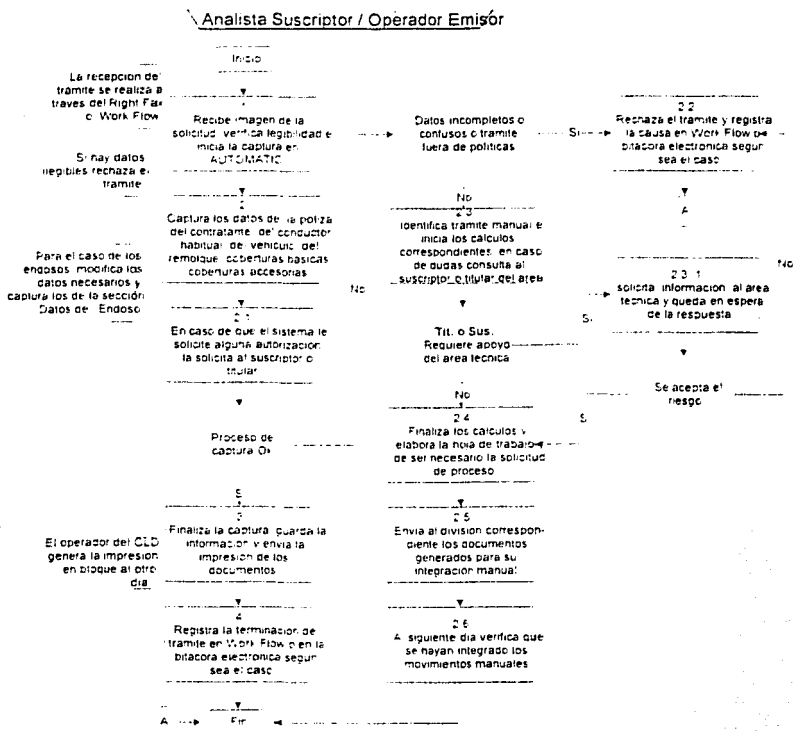 Analista Suscriptor / Operador Emisor
Inicio
La recepcion de
tramite se realiza a
traves del Right Fax
o Work Flow
Si hay datos
ilegibles rechaza el
tramite
1
Recibe imagen de la
solicitud verifica legibilidad e
inicia la captura en
AUTOMATIC
Datos incompletos o
confusos o tramite
fuera de politicas
Si
2.2
Rechaza el tramite y registra
la causa en Work Flow o
bitacora electronica segun
sea el caso
No
A
Para el caso de los
endosos modifica los
datos necesarios y
captura los de la sección
Datos de Endoso
2
Captura los datos de la poliza
del contratante del conductor
habitual del vehiculo del
remolque coberturas basicas
coberturas accesorias
No
2.3
Identifica tramite manual e
inicia los calculos
correspondientes en caso
de dudas consulta al
suscriptor o titular del area
2.3.1
solicita información al area
tecnica y queda en espera
de la respuesta
No
2.1
En caso de que el sistema le
solicite alguna autorizacion
la solicita al suscriptor o
titular
Tit. o Sus.
Requiere apoyo
del area tecnica
Si
No
Se acepta el
riesgo
Si
Proceso de
captura OK
2.4
Finaliza los calculos y
elabora la hoja de trabajo
de ser necesario la solicitud
de proceso
Si
El operador del CLD
genera la impresion
en bloque al otro
dia
3
Finaliza la captura guarda la
informacion y envia la
impresion de los
documentos
2.5
Envia al division correspon-
diente los documentos
generados para su
integracion manual
4
Registra la terminacion de
tramite en Work Flow o en la
bitacora electronica segun
sea el caso
2.6
Al siguiente dia verifica que
se hayan integrado los
movimientos manuales
A
Fin